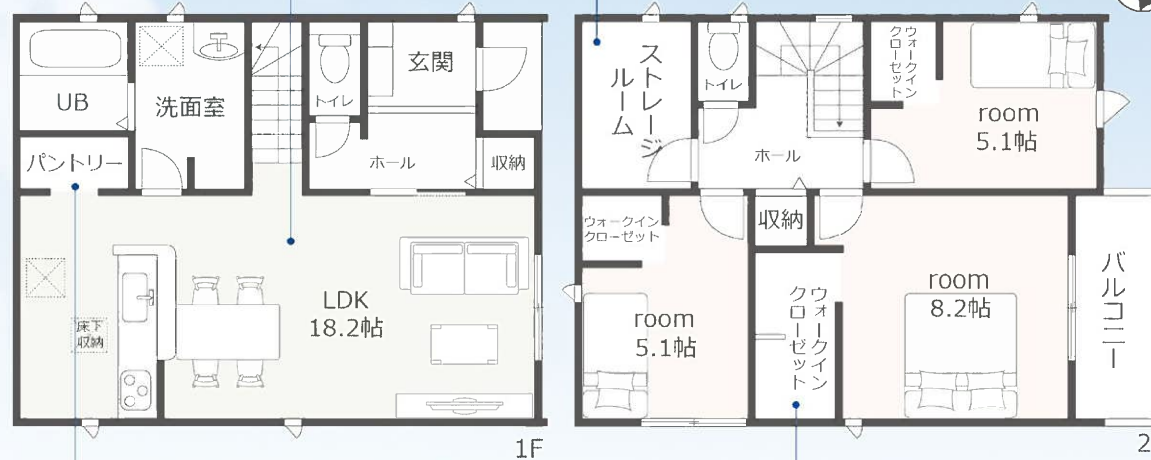 UB
洗面室
トイレ
玄関
パントリー
ホール
収納
LDK
18.2帖
床下
収納
1F
ストレージ
ルーム
トイレ
ホール
ウォークイン
クローゼット
room
5.1帖
ウォークイン
クローゼット
収納
room
5.1帖
ウォークイン
クローゼット
room
8.2帖
バルコニー
2